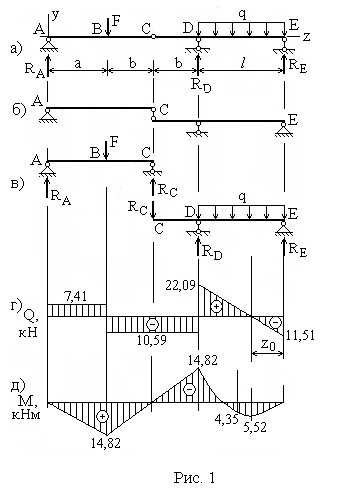 y F q
а) A B C D E z
R_A a b b R_D l R_E
б) A C E
F
в) A B C
R_A R_C q
R_C D E
C R_D R_E
22,09
г) 7,41 +
Q, − −
кН 10,59 z_0 11,51
14,82
д)
М, + −
кНм 4,35 5,52
14,82
Рис. 1